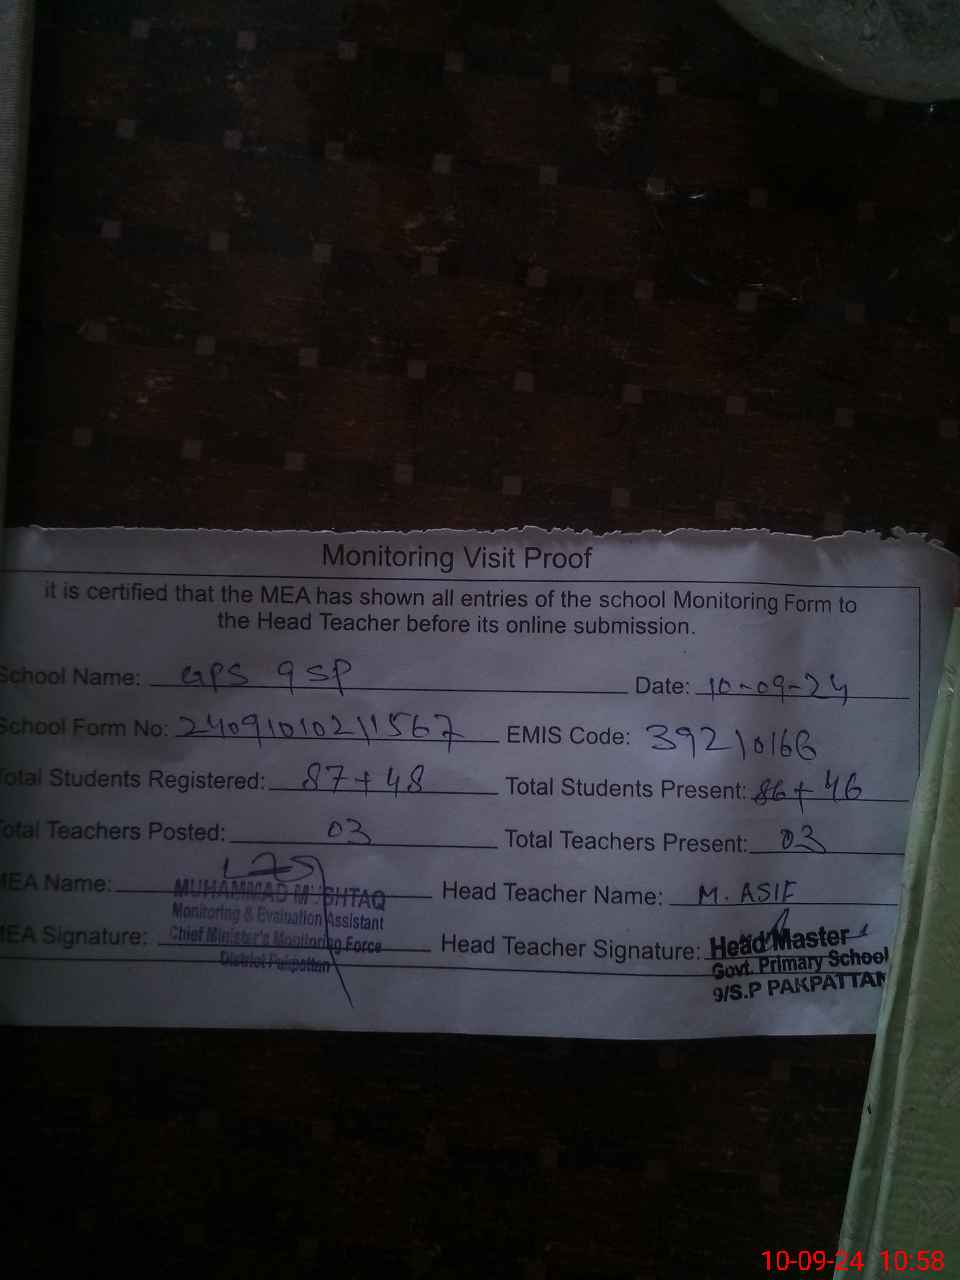 Monitoring Visit Proof
it is certified that the MEA has shown all entries of the school Monitoring Form to
the Head Teacher before its online submission.
School Name: GPS 9 SP Date: 10-09-24
School Form No: 24091010211567 EMIS Code: 39210166
Total Students Registered: 87+48 Total Students Present: 86+46
Total Teachers Posted: 03 Total Teachers Present: 03
MEA Name: Head Teacher Name: M. ASIF
MUHAMMAD MUSHTAQ
Monitoring & Evaluation Assistant
Chief Minister's Monitoring Force
District Pakpattan
MEA Signature: Head Teacher Signature:
Head Master
Govt. Primary School
9/S.P PAKPATTAN
10-09-24 10:58